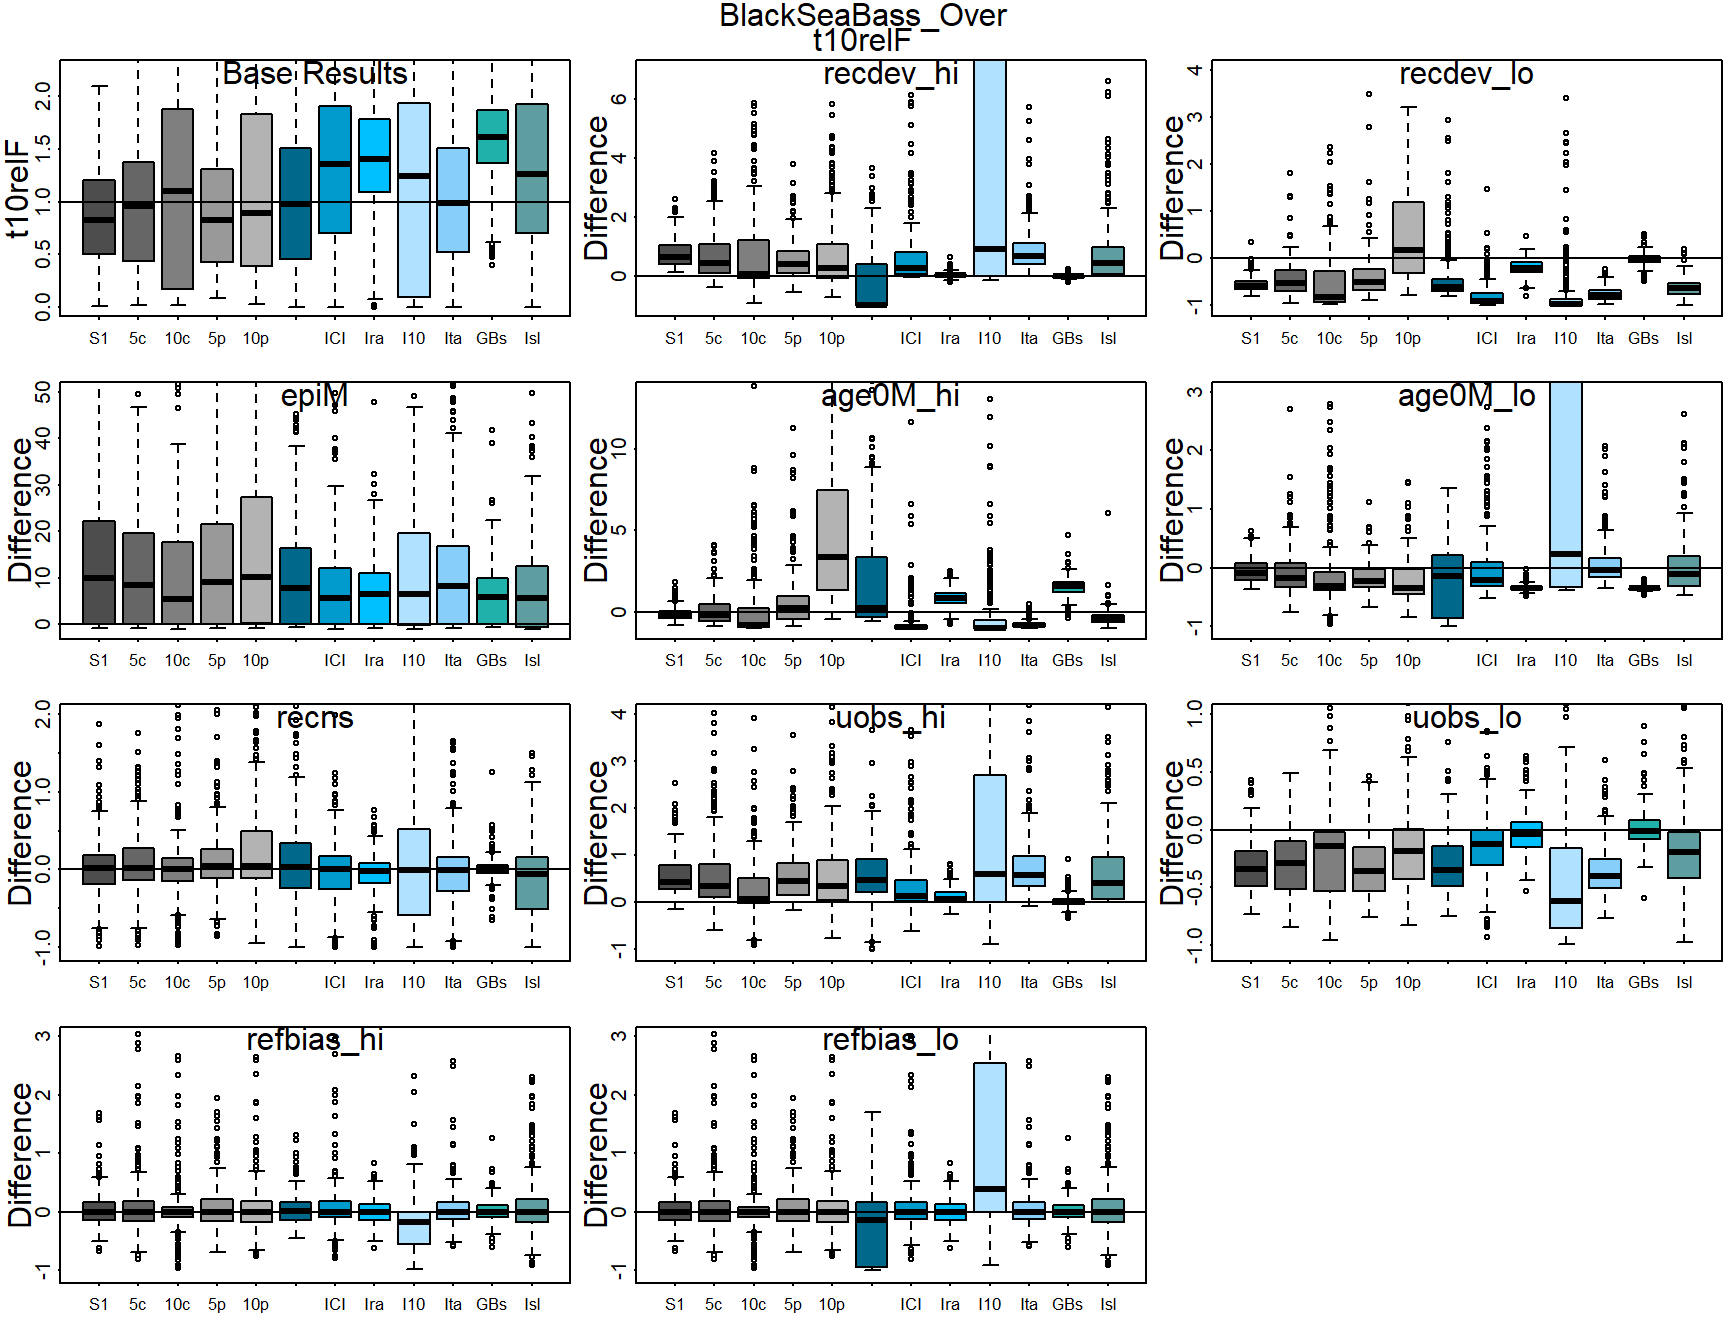 BlackSeaBass_Over
t10relF
Base Results
t10relF
0.0 0.5 1.0 1.5 2.0
S1 5c 10c 5p 10p ICI Ira I10 Ita GBs Isl
recdev_hi
Difference
0 2 4 6
S1 5c 10c 5p 10p ICI Ira I10 Ita GBs Isl
recdev_lo
Difference
-1 0 1 2 3 4
S1 5c 10c 5p 10p ICI Ira I10 Ita GBs Isl
epiM
Difference
0 10 20 30 40 50
S1 5c 10c 5p 10p ICI Ira I10 Ita GBs Isl
age0M_hi
Difference
0 5 10
S1 5c 10c 5p 10p ICI Ira I10 Ita GBs Isl
age0M_lo
Difference
-1 0 1 2 3
S1 5c 10c 5p 10p ICI Ira I10 Ita GBs Isl
recns
Difference
-1.0 0.0 1.0 2.0
S1 5c 10c 5p 10p ICI Ira I10 Ita GBs Isl
uobs_hi
Difference
-1 0 1 2 3 4
S1 5c 10c 5p 10p ICI Ira I10 Ita GBs Isl
uobs_lo
Difference
-1.0 -0.5 0.0 0.5 1.0
S1 5c 10c 5p 10p ICI Ira I10 Ita GBs Isl
refbias_hi
Difference
-1 0 1 2 3
S1 5c 10c 5p 10p ICI Ira I10 Ita GBs Isl
refbias_lo
Difference
-1 0 1 2 3
S1 5c 10c 5p 10p ICI Ira I10 Ita GBs Isl